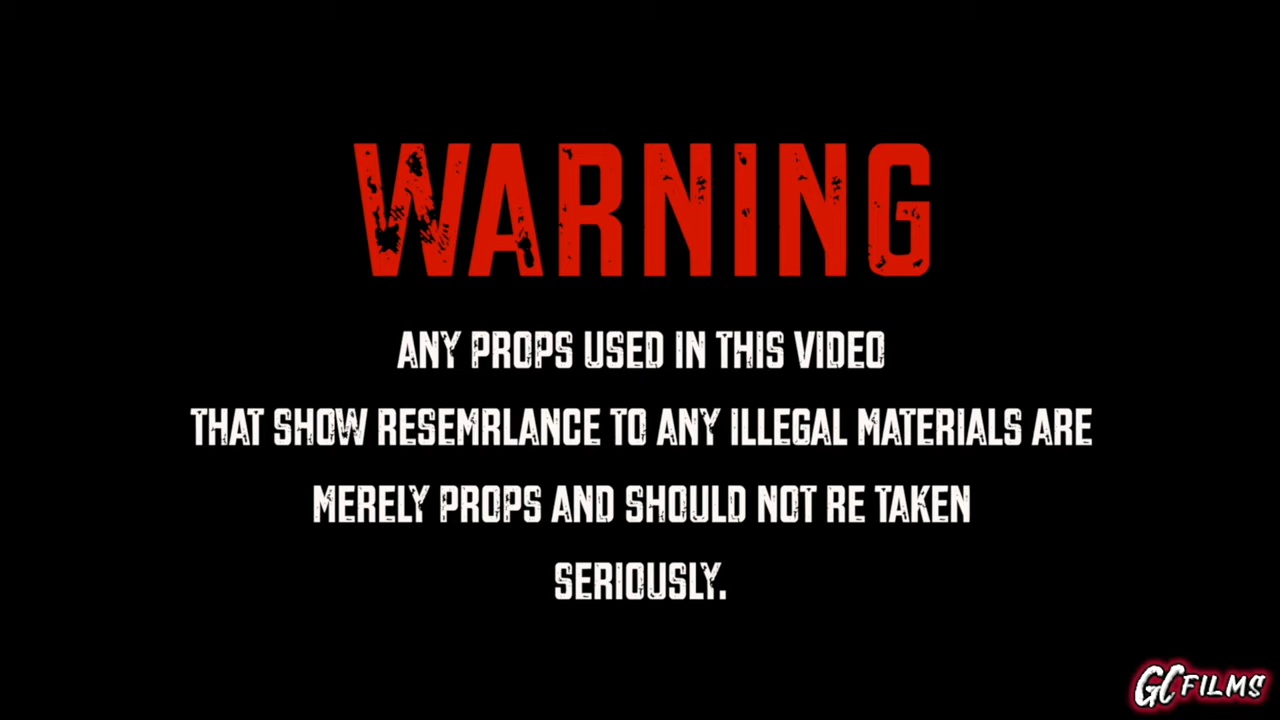 WARNING
ANY PROPS USED IN THIS VIDEO
THAT SHOW RESEMRLANCE TO ANY ILLEGAL MATERIALS ARE
MERELY PROPS AND SHOULD NOT RE TAKEN
SERIOUSLY.
GC FILMS